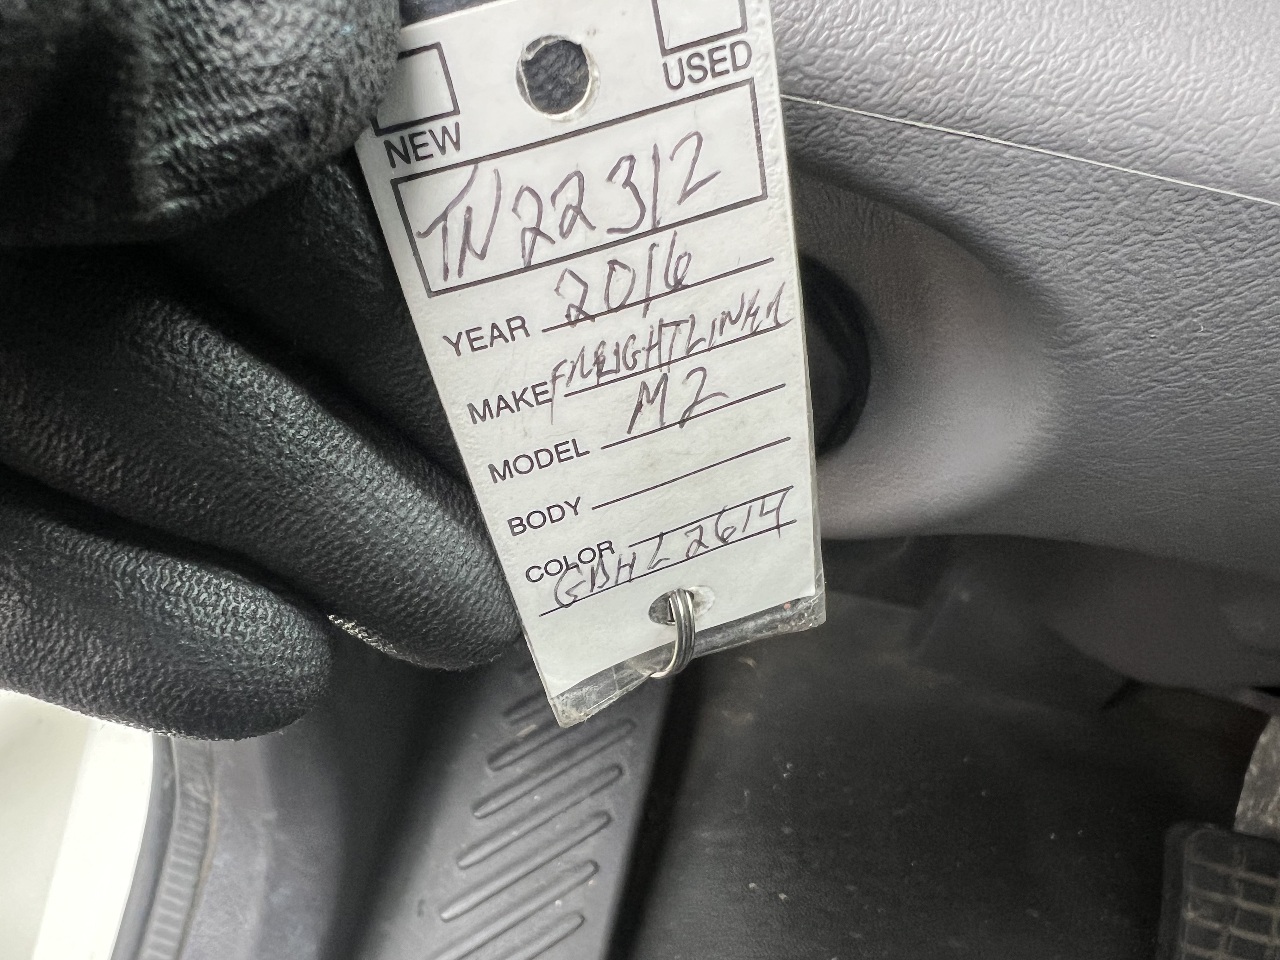 USED
NEW
TN22312
YEAR 2016
MAKE FREIGHTLINER
MODEL M2
BODY
COLOR
GBHL2614